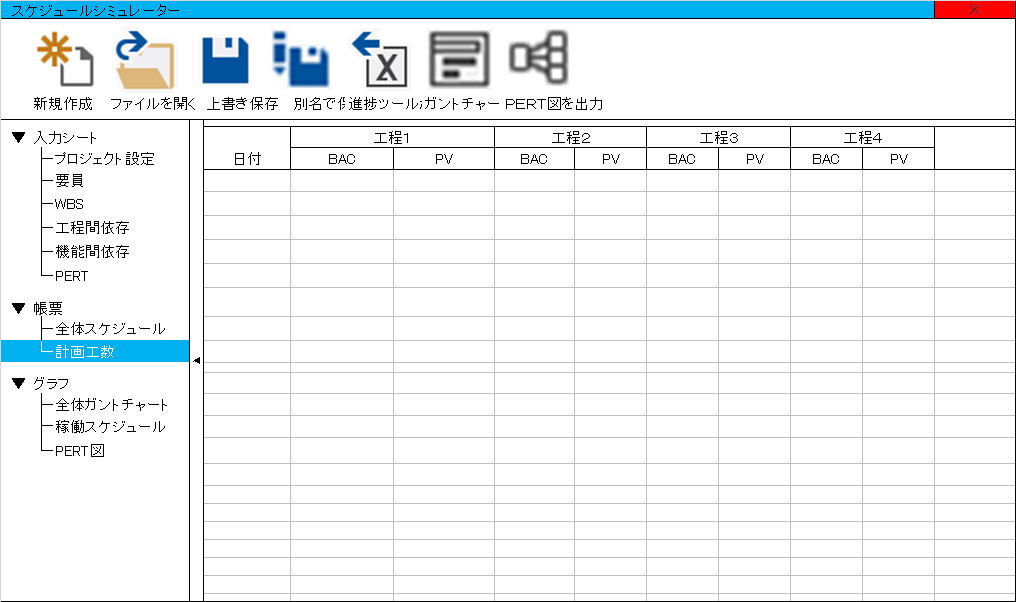 スケジュールシミュレーター
新規作成 ファイルを開く 上書き保存 別名で 進捗ツール ガントチャー PERT図を出力
▼ 入力シート
プロジェクト設定
要員
WBS
工程間依存
機能間依存
PERT
▼ 帳票
全体スケジュール
計画工数
▼ グラフ
全体ガントチャート
稼働スケジュール
PERT図
工程1 工程2 工程3 工程4
日付 BAC PV BAC PV BAC PV BAC PV